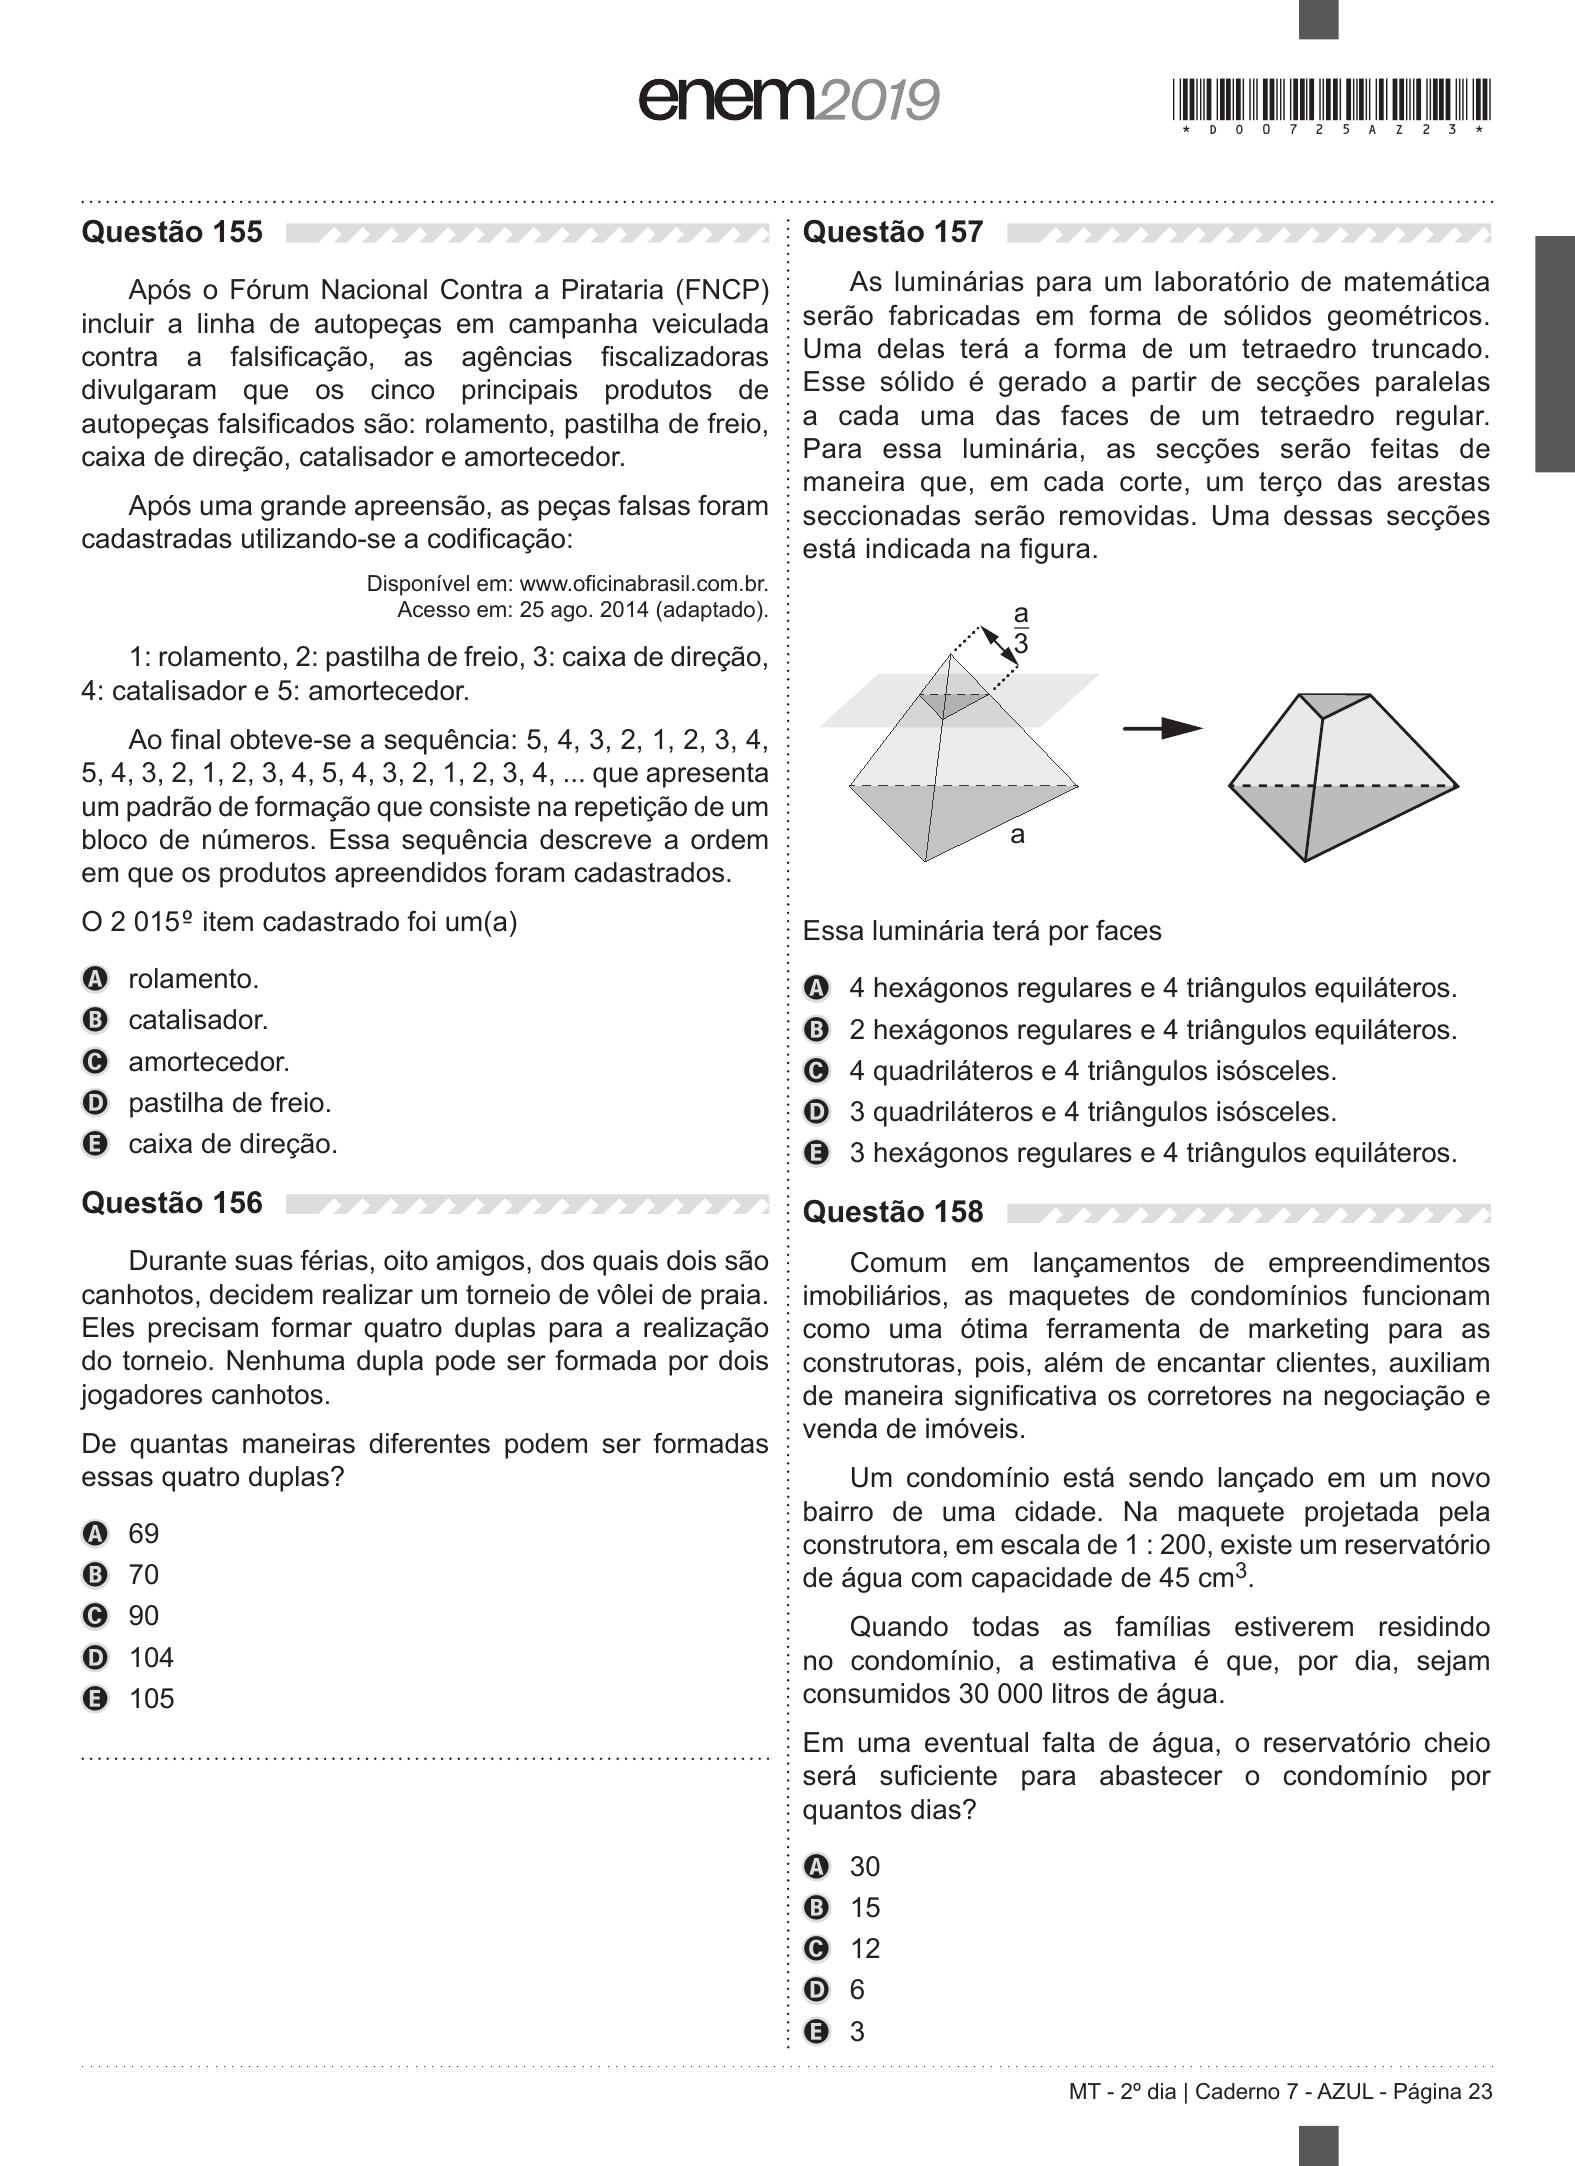 enem2019
*D0O725AZ23*
Questão 155
Após o Fórum Nacional Contra a Pirataria (FNCP)
incluir a linha de autopeças em campanha veiculada
contra a falsificação, as agências fiscalizadoras
divulgaram que os cinco principais produtos de
autopeças falsificados são: rolamento, pastilha de freio,
caixa de direção, catalisador e amortecedor.
Após uma grande apreensão, as peças falsas foram
cadastradas utilizando-se a codificação:
Disponível em: www.oficinabrasil.com.br.
Acesso em: 25 ago. 2014 (adaptado).
1: rolamento, 2: pastilha de freio, 3: caixa de direção,
4: catalisador e 5: amortecedor.
Ao final obteve-se a sequência: 5, 4, 3, 2, 1, 2, 3, 4,
5, 4, 3, 2, 1, 2, 3, 4, 5, 4, 3, 2, 1, 2, 3, 4, ... que apresenta
um padrão de formação que consiste na repetição de um
bloco de números. Essa sequência descreve a ordem
em que os produtos apreendidos foram cadastrados.
O 2 015º item cadastrado foi um(a)
A rolamento.
B catalisador.
C amortecedor.
D pastilha de freio.
E caixa de direção.
Questão 156
Durante suas férias, oito amigos, dos quais dois são
canhotos, decidem realizar um torneio de vôlei de praia.
Eles precisam formar quatro duplas para a realização
do torneio. Nenhuma dupla pode ser formada por dois
jogadores canhotos.
De quantas maneiras diferentes podem ser formadas
essas quatro duplas?
A 69
B 70
C 90
D 104
E 105
Questão 157
As luminárias para um laboratório de matemática
serão fabricadas em forma de sólidos geométricos.
Uma delas terá a forma de um tetraedro truncado.
Esse sólido é gerado a partir de secções paralelas
a cada uma das faces de um tetraedro regular.
Para essa luminária, as secções serão feitas de
maneira que, em cada corte, um terço das arestas
seccionadas serão removidas. Uma dessas secções
está indicada na figura.
a
3
a
Essa luminária terá por faces
A 4 hexágonos regulares e 4 triângulos equiláteros.
B 2 hexágonos regulares e 4 triângulos equiláteros.
C 4 quadriláteros e 4 triângulos isósceles.
D 3 quadriláteros e 4 triângulos isósceles.
E 3 hexágonos regulares e 4 triângulos equiláteros.
Questão 158
Comum em lançamentos de empreendimentos
imobiliários, as maquetes de condomínios funcionam
como uma ótima ferramenta de marketing para as
construtoras, pois, além de encantar clientes, auxiliam
de maneira significativa os corretores na negociação e
venda de imóveis.
Um condomínio está sendo lançado em um novo
bairro de uma cidade. Na maquete projetada pela
construtora, em escala de 1 : 200, existe um reservatório
de água com capacidade de 45 cm³.
Quando todas as famílias estiverem residindo
no condomínio, a estimativa é que, por dia, sejam
consumidos 30 000 litros de água.
Em uma eventual falta de água, o reservatório cheio
será suficiente para abastecer o condomínio por
quantos dias?
A 30
B 15
C 12
D 6
E 3
MT - 2º dia | Caderno 7 - AZUL - Página 23